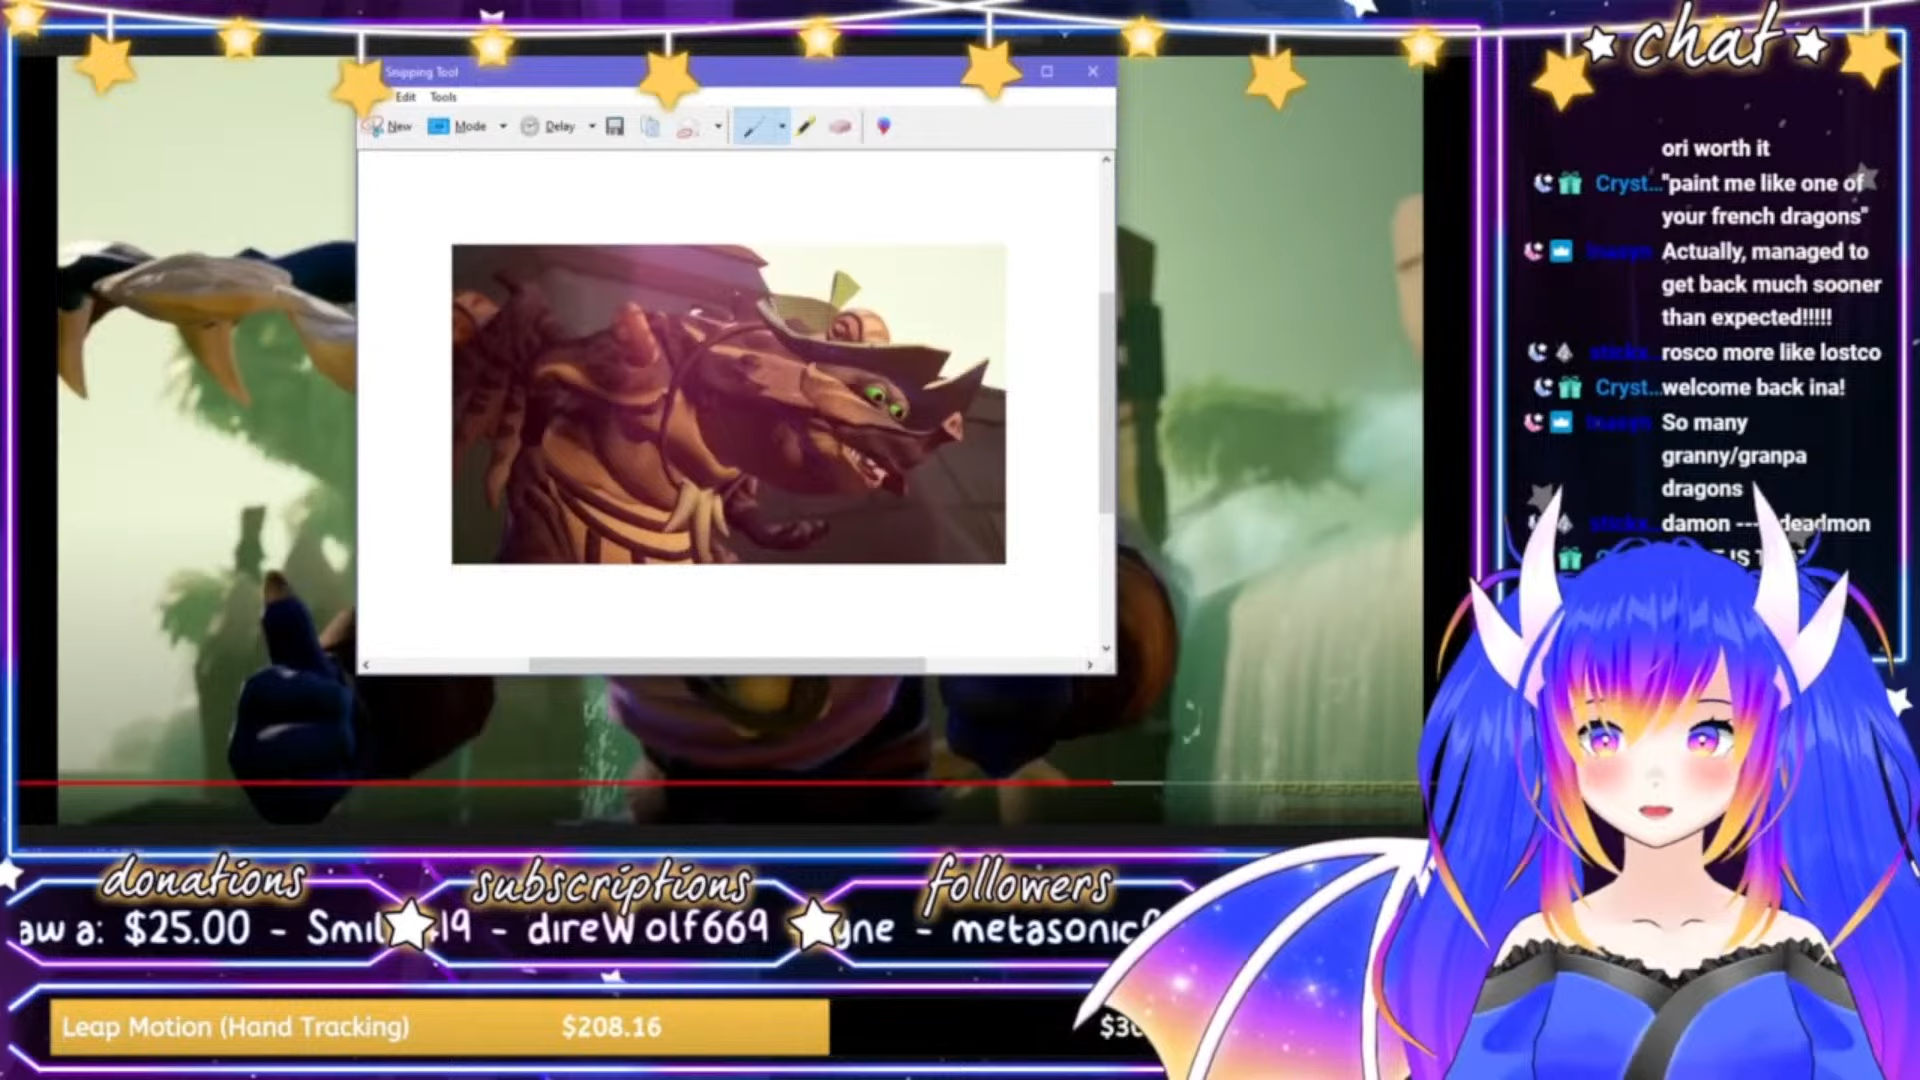 chat
Snipping Tool
Edit Tools
New Mode Delay
ori worth it
Cryst... "paint me like one of
your french dragons"
Actually, managed to
get back much sooner
than expected!!!!!
rosco more like lostco
Cryst... welcome back ina!
So many
granny/granpa
dragons
damon --- deadmon
IS
donations subscriptions followers
aw a: $25.00 - Smil 19 - direWolf669 yne - metasonic
Leap Motion (Hand Tracking) $208.16